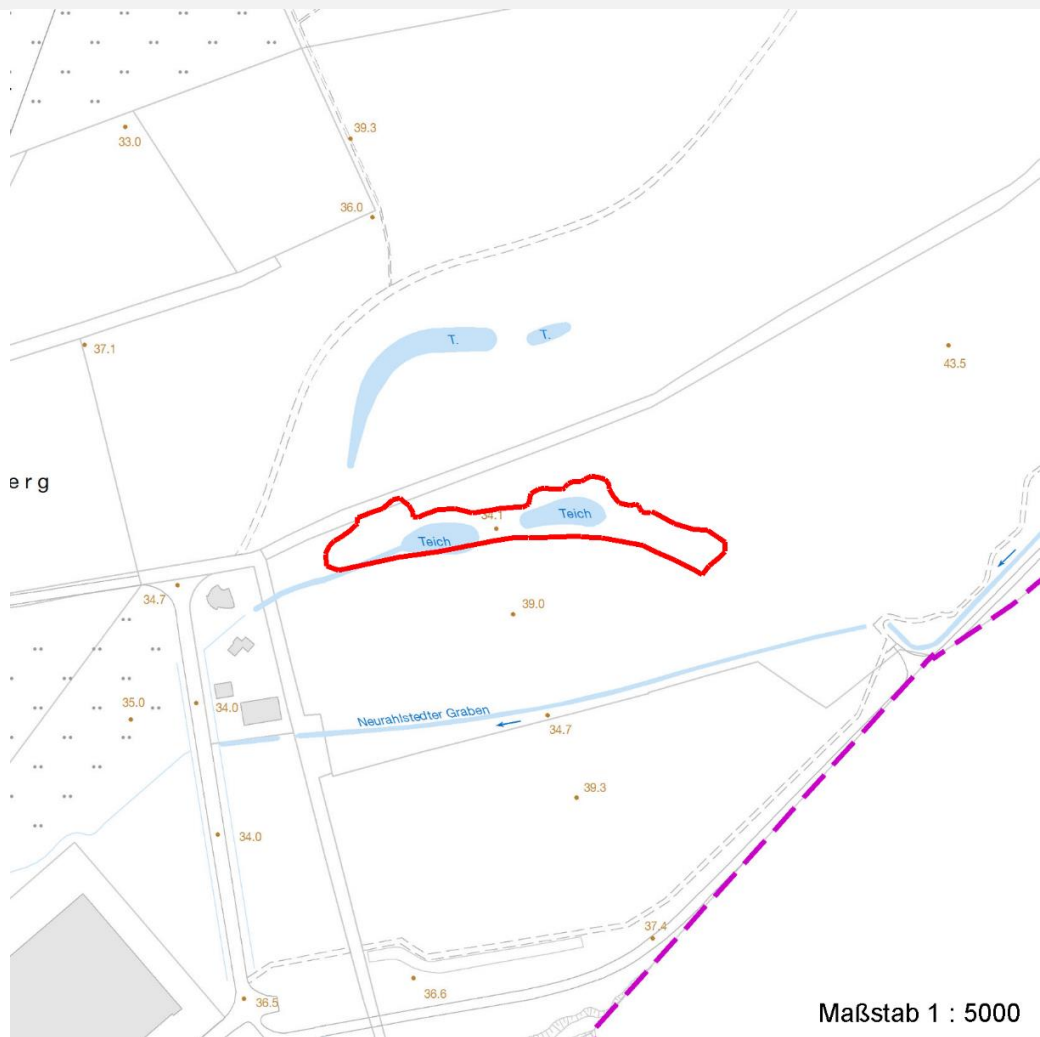 39.3
33.0
36.0
T.
T.
37.1
43.5
erg
34.1
Teich
Teich
34.7
39.0
35.0
34.0
Neurahlstedter Graben
34.7
39.3
34.0
37.4
36.6
36.5
Maßstab 1 : 5000